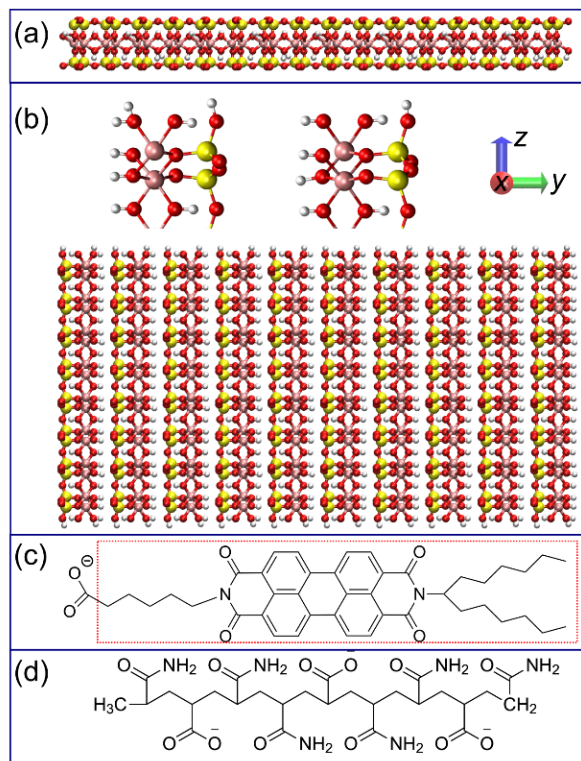 (a)
(b)
z
x
y
(c)
O⊖
O
O
O
N
N
O
O
(d)
O NH₂ O NH₂ O O O NH₂ O NH₂
H₃C
CH₂
O O⁻ O NH₂ O NH₂ O O⁻